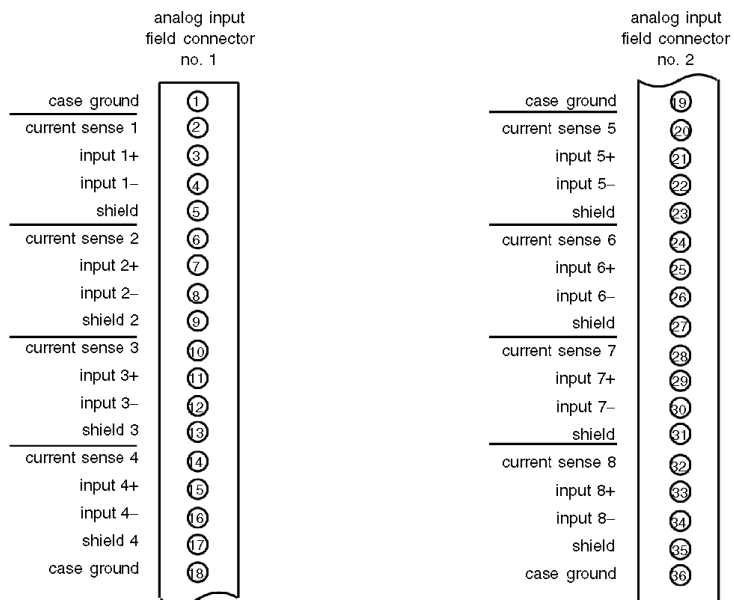 analog input
field connector
no. 1
case ground 1
current sense 1 2
input 1+ 3
input 1– 4
shield 5
current sense 2 6
input 2+ 7
input 2– 8
shield 2 9
current sense 3 10
input 3+ 11
input 3– 12
shield 3 13
current sense 4 14
input 4+ 15
input 4– 16
shield 4 17
case ground 18
analog input
field connector
no. 2
case ground 19
current sense 5 20
input 5+ 21
input 5– 22
shield 23
current sense 6 24
input 6+ 25
input 6– 26
shield 27
current sense 7 28
input 7+ 29
input 7– 30
shield 31
current sense 8 32
input 8+ 33
input 8– 34
shield 35
case ground 36